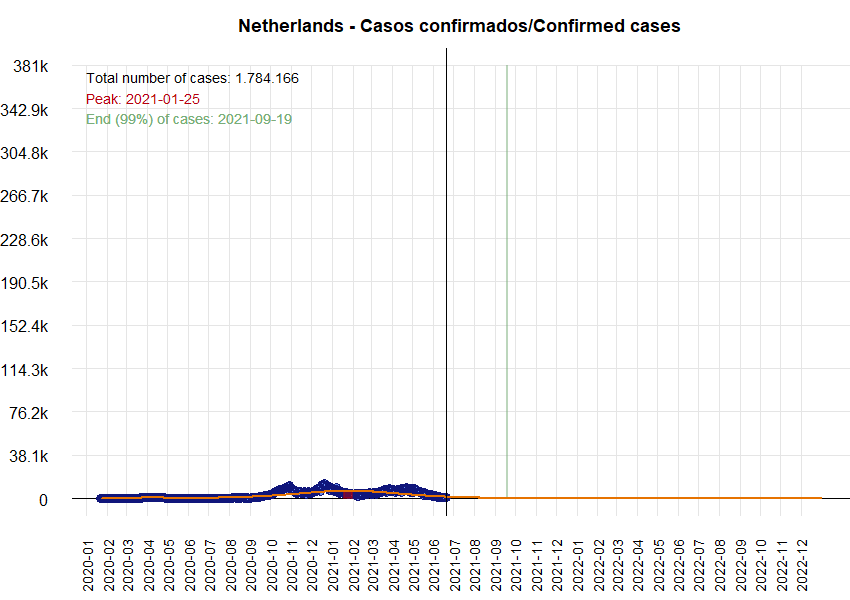 Netherlands - Casos confirmados/Confirmed cases
381k
342.9k
304.8k
266.7k
228.6k
190.5k
152.4k
114.3k
76.2k
38.1k
0
Total number of cases: 1.784.166
Peak: 2021-01-25
End (99%) of cases: 2021-09-19
2020-01
2020-02
2020-03
2020-04
2020-05
2020-06
2020-07
2020-08
2020-09
2020-10
2020-11
2020-12
2021-01
2021-02
2021-03
2021-04
2021-05
2021-06
2021-07
2021-08
2021-09
2021-10
2021-11
2021-12
2022-01
2022-02
2022-03
2022-04
2022-05
2022-06
2022-07
2022-08
2022-09
2022-10
2022-11
2022-12